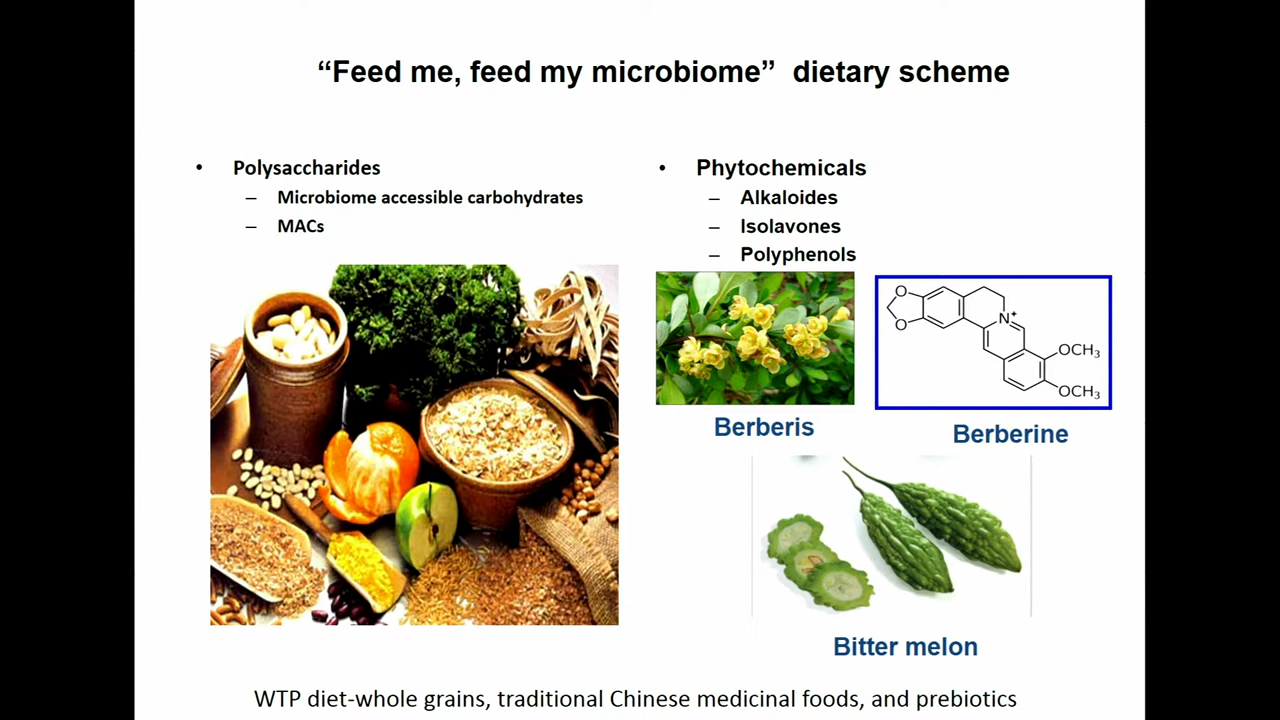 “Feed me, feed my microbiome”  dietary scheme
• Polysaccharides
– Microbiome accessible carbohydrates
– MACs
• Phytochemicals
– Alkaloides
– Isolavones
– Polyphenols
O
O
N+
OCH3
OCH3
Berberis
Berberine
Bitter melon
WTP diet-whole grains, traditional Chinese medicinal foods, and prebiotics